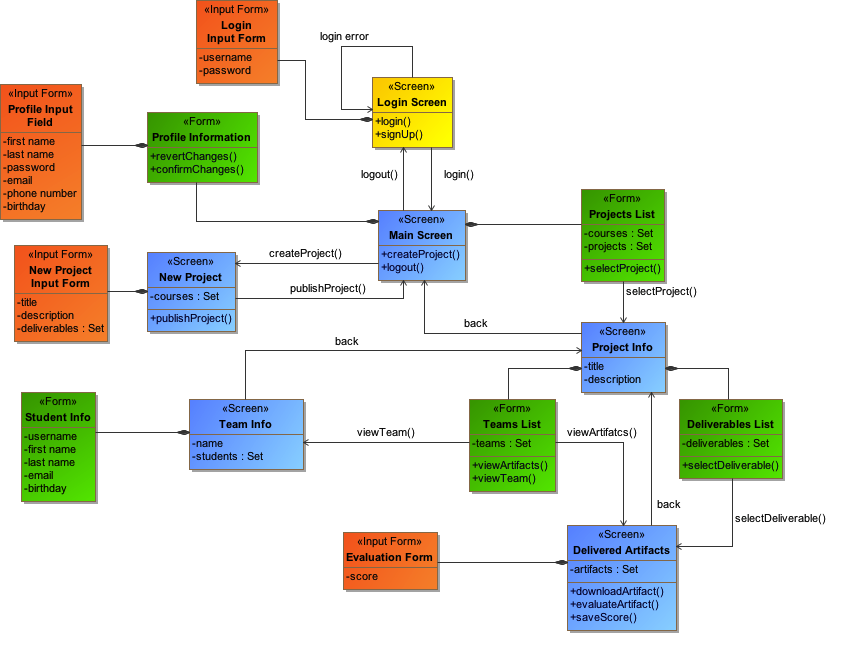 «Input Form»
Login
Input Form
-username
-password
login error
«Screen»
Login Screen
+login()
+signUp()
«Input Form»
Profile Input
Field
-first name
-last name
-password
-email
-phone number
-birthday
«Form»
Profile Information
+revertChanges()
+confirmChanges()
logout()
login()
«Form»
Projects List
-courses : Set
-projects : Set
+selectProject()
«Screen»
Main Screen
+createProject()
+logout()
«Input Form»
New Project
Input Form
-title
-description
-deliverables : Set
«Screen»
New Project
-courses : Set
+publishProject()
createProject()
publishProject()
selectProject()
back
«Screen»
Project Info
-title
-description
back
«Form»
Student Info
-username
-first name
-last name
-email
-birthday
«Screen»
Team Info
-name
-students : Set
viewTeam()
«Form»
Teams List
-teams : Set
+viewArtifacts()
+viewTeam()
viewArtifatcs()
«Form»
Deliverables List
-deliverables : Set
+selectDeliverable()
back
selectDeliverable()
«Input Form»
Evaluation Form
-score
«Screen»
Delivered Artifacts
-artifacts : Set
+downloadArtifact()
+evaluateArtifact()
+saveScore()